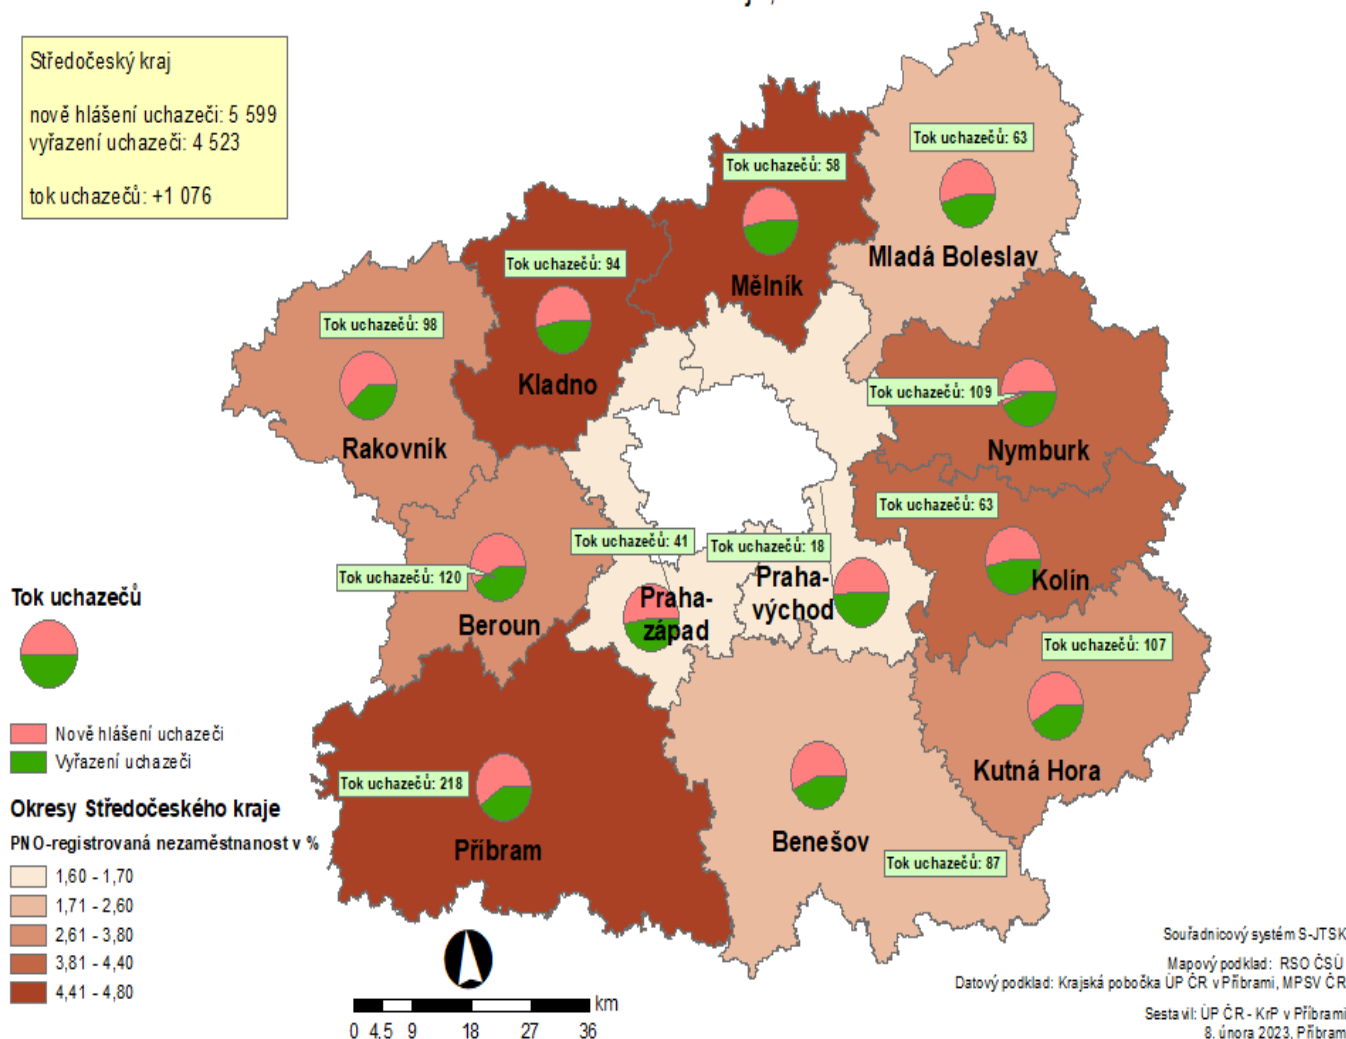 Středočeský kraj
nově hlášení uchazeči: 5 599
vyřazení uchazeči: 4 523
tok uchazečů: +1 076
Tok uchazečů: 63
Mladá Boleslav
Tok uchazečů: 58
Mělník
Tok uchazečů: 94
Kladno
Tok uchazečů: 98
Rakovník
Tok uchazečů: 109
Nymburk
Tok uchazečů: 63
Kolín
Tok uchazečů: 41
Praha-
západ
Tok uchazečů: 18
Praha-
východ
Tok uchazečů: 120
Beroun
Tok uchazečů: 107
Kutná Hora
Tok uchazečů: 218
Příbram
Benešov
Tok uchazečů: 87
Tok uchazečů
Nově hlášení uchazeči
Vyřazení uchazeči
Okresy Středočeského kraje
PNO-registrovaná nezaměstnanost v %
1,60 - 1,70
1,71 - 2,60
2,61 - 3,80
3,81 - 4,40
4,41 - 4,80
km
0 4,5 9 18 27 36
Souřadnicový systém S-JTSK
Mapový podklad: RSO ČSÚ
Datový podklad: Krajská pobočka ÚP ČR v Příbrami, MPSV ČR
Sestavil: ÚP ČR - KrP v Příbrami
8. února 2023, Příbram